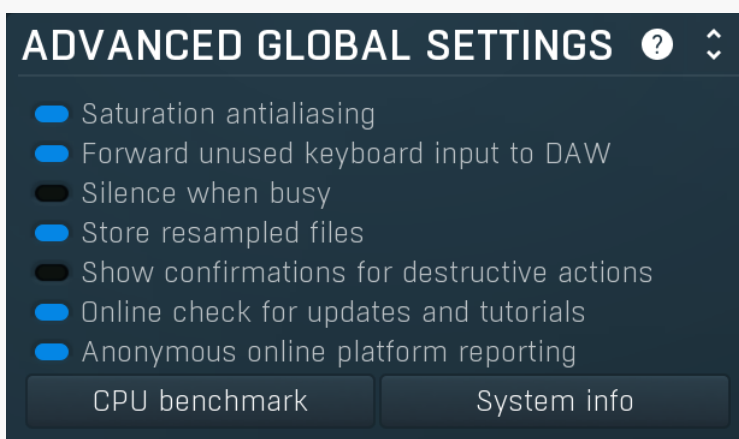 ADVANCED GLOBAL SETTINGS ?
Saturation antialiasing
Forward unused keyboard input to DAW
Silence when busy
Store resampled files
Show confirmations for destructive actions
Online check for updates and tutorials
Anonymous online platform reporting
CPU benchmark System info